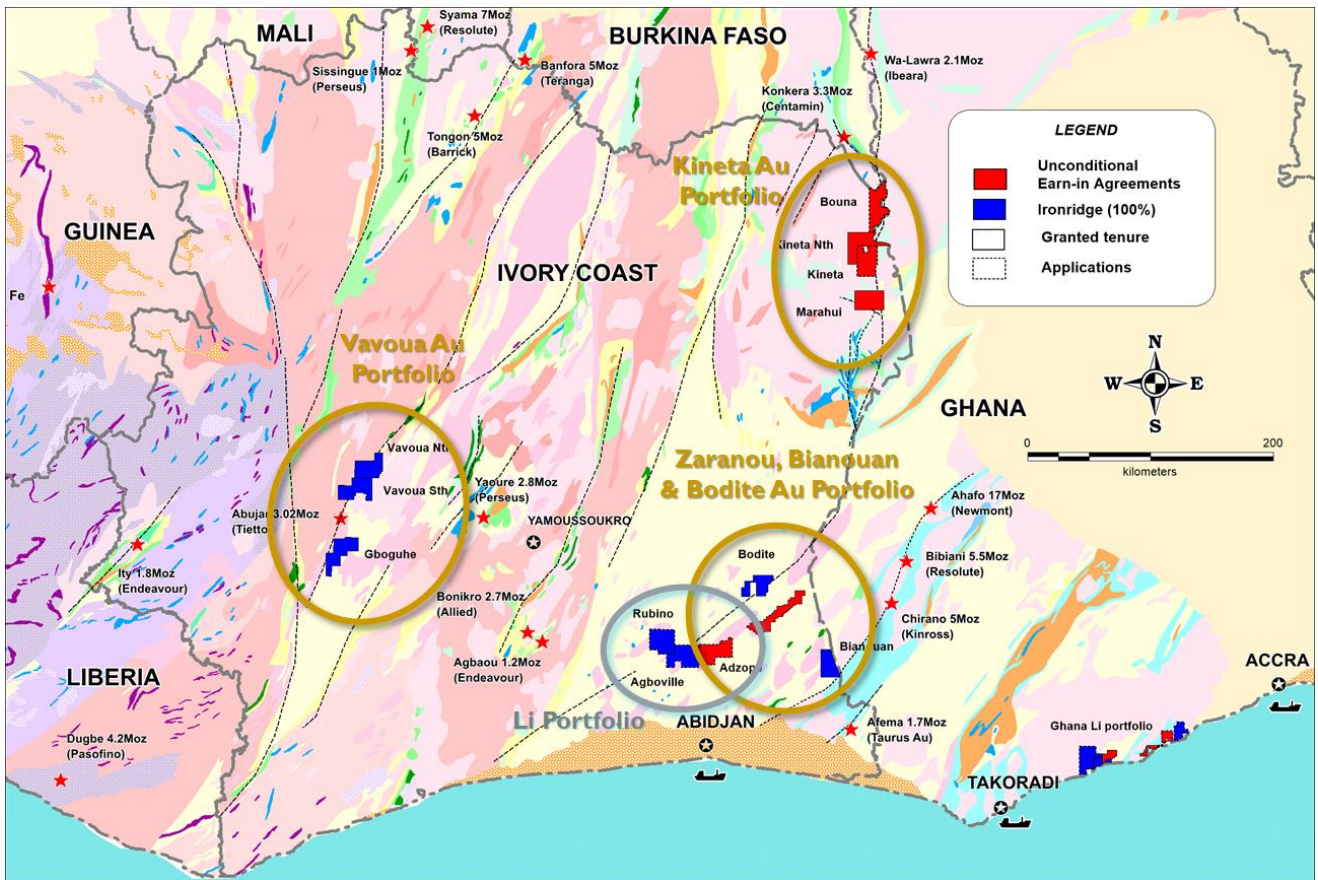 MALI
Syama 7Moz
(Resolute)
Sissingue 1Moz
(Perseus)
BURKINA FASO
Banfora 5Moz
(Teranga)
Wa-Lawra 2.1Moz
(Ibeara)
Konkera 3.3Moz
(Centamin)
Tongon 5Moz
(Barrick)
LEGEND
Unconditional
Earn-in Agreements
Ironridge (100%)
Granted tenure
Applications
Kineta Au
Portfolio
Bouna
Kineta Nth
Kineta
Marahui
GUINEA
Fe
IVORY COAST
Vavoua Au
Portfolio
N
W
E
S
GHANA
0
200
kilometers
Vavoua Nth
Vavoua Sth
Abujar 3.02Moz
(Tietto)
Gboguhe
Yaoure 2.8Moz
(Perseus)
YAMOUSSOUKRO
Zaranou, Bianouan
& Bodite Au Portfolio
Ahafo 17Moz
(Newmont)
Bibiani 5.5Moz
(Resolute)
Chirano 5Moz
(Kinross)
Bodite
Ity 1.8Moz
(Endeavour)
Bonikro 2.7Moz
(Allied)
Agbaou 1.2Moz
(Endeavour)
Rubino
Agboville
Adzope
Bianouan
LIBERIA
Li Portfolio
ABIDJAN
Afema 1.7Moz
(Taurus Au)
ACCRA
Ghana Li portfolio
Dugbe 4.2Moz
(Pasofino)
TAKORADI